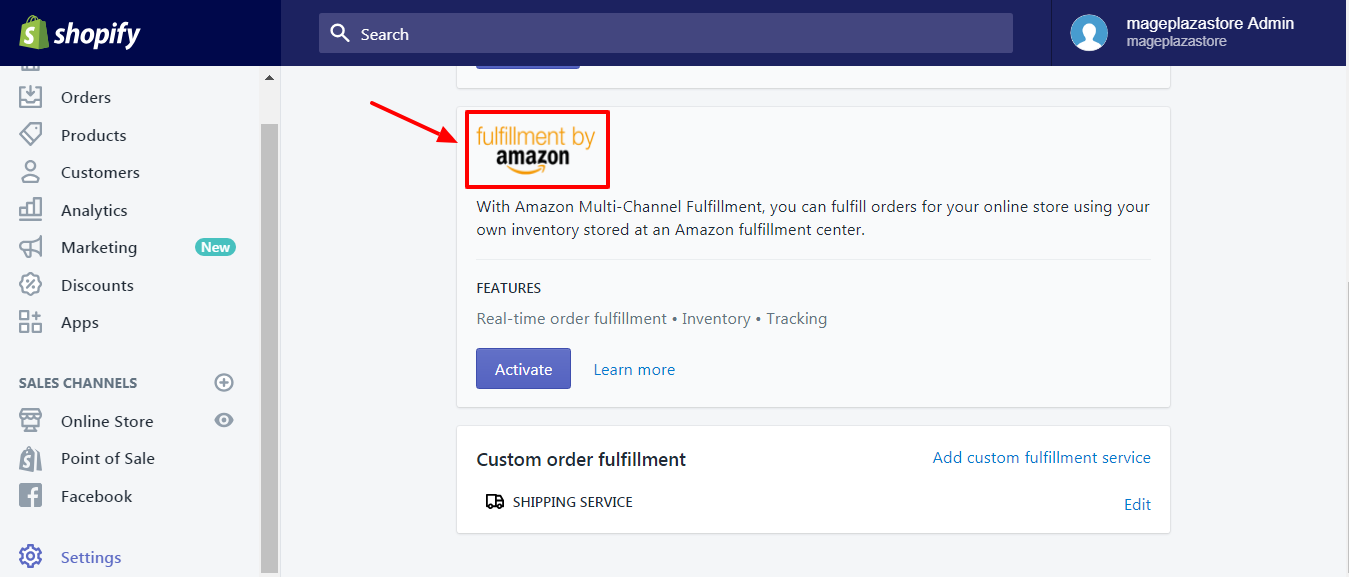 shopify
Search
mageplazastore Admin
mageplazastore
Orders
Products
Customers
Analytics
Marketing New
Discounts
Apps
SALES CHANNELS
Online Store
Point of Sale
Facebook
Settings
fulfillment by
amazon
With Amazon Multi-Channel Fulfillment, you can fulfill orders for your online store using your
own inventory stored at an Amazon fulfillment center.
FEATURES
Real-time order fulfillment • Inventory • Tracking
Activate Learn more
Custom order fulfillment Add custom fulfillment service
SHIPPING SERVICE Edit